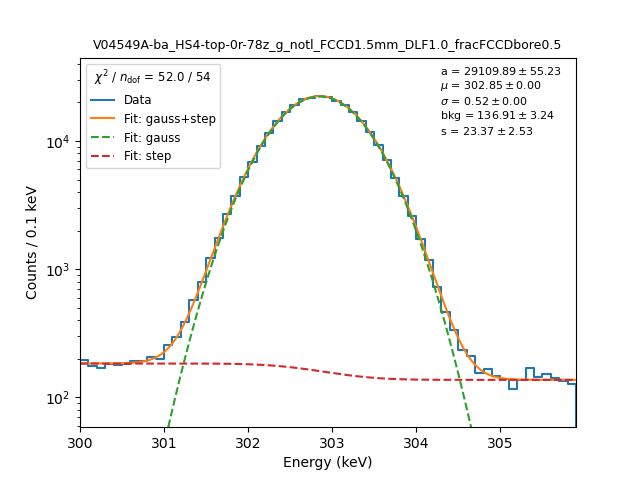 V04549A-ba_HS4-top-0r-78z_g_notl_FCCD1.5mm_DLF1.0_fracFCCDbore0.5
χ² / n_dof = 52.0 / 54
Data
Fit: gauss+step
Fit: gauss
Fit: step
a = 29109.89 ± 55.23
μ = 302.85 ± 0.00
σ = 0.52 ± 0.00
bkg = 136.91 ± 3.24
s = 23.37 ± 2.53
Counts / 0.1 keV
10⁴
10³
10²
300 301 302 303 304 305
Energy (keV)